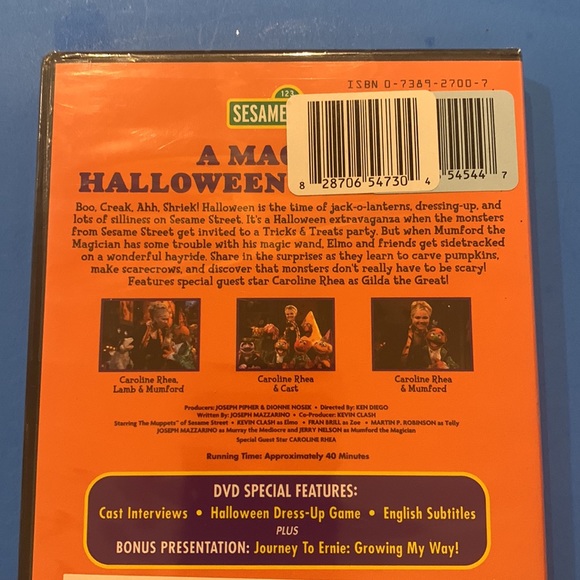 ISBN 0-7389-2700-7
123
SESAME
A MAG
HALLOWEEN
8 28706 54730 4
54544 7
Boo, Creak, Ahh, Shriek! Halloween is the time of jack-o-lanterns, dressing-up, and
lots of silliness on Sesame Street. It's a Halloween extravaganza when the monsters
from Sesame Street get invited to a Tricks & Treats party. But when Mumford the
Magician has some trouble with his magic wand, Elmo and friends get sidetracked
on a wonderful hayride. Share in the surprises as they learn to carve pumpkins,
make scarecrows, and discover that monsters don't really have to be scary!
Features special guest star Caroline Rhea as Gilda the Great!
Caroline Rhea,
Lamb & Mumford
Caroline Rhea
& Cast
Caroline Rhea
& Mumford
Producers: JOSEPH PIPHER & DIONNE NOSEK • Directed By: KEN DIEGO
Written By: JOSEPH MAZZARINO • Co-Producer: KEVIN CLASH
Starring The Muppets of Sesame Street • KEVIN CLASH as Elmo • FRAN BRILL as Zoe • MARTIN P. ROBINSON as Telly
JOSEPH MAZZARINO as Murray the Mediocre and JERRY NELSON as Mumford the Magician
Special Guest Star CAROLINE RHEA
Running Time: Approximately 40 Minutes
DVD SPECIAL FEATURES:
Cast Interviews • Halloween Dress-Up Game • English Subtitles
PLUS
BONUS PRESENTATION: Journey To Ernie: Growing My Way!